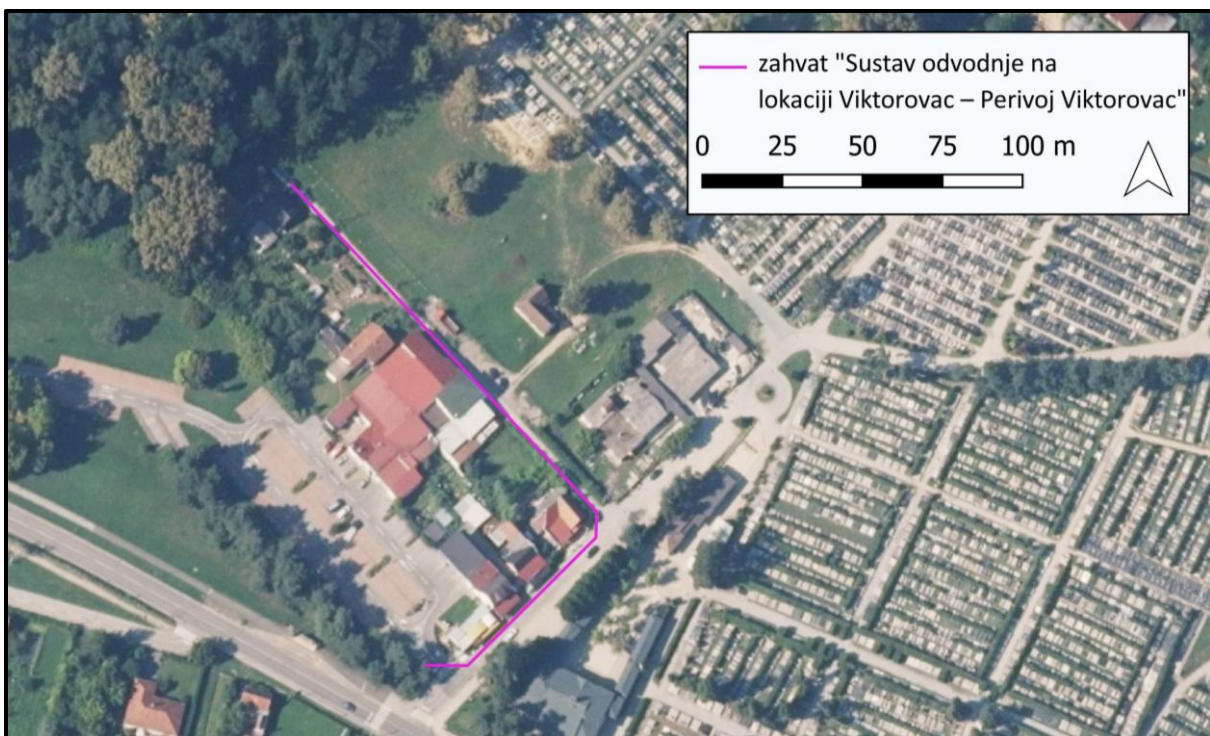 zahvat "Sustav odvodnje na
lokaciji Viktorovac – Perivoj Viktorovac"
0 25 50 75 100 m